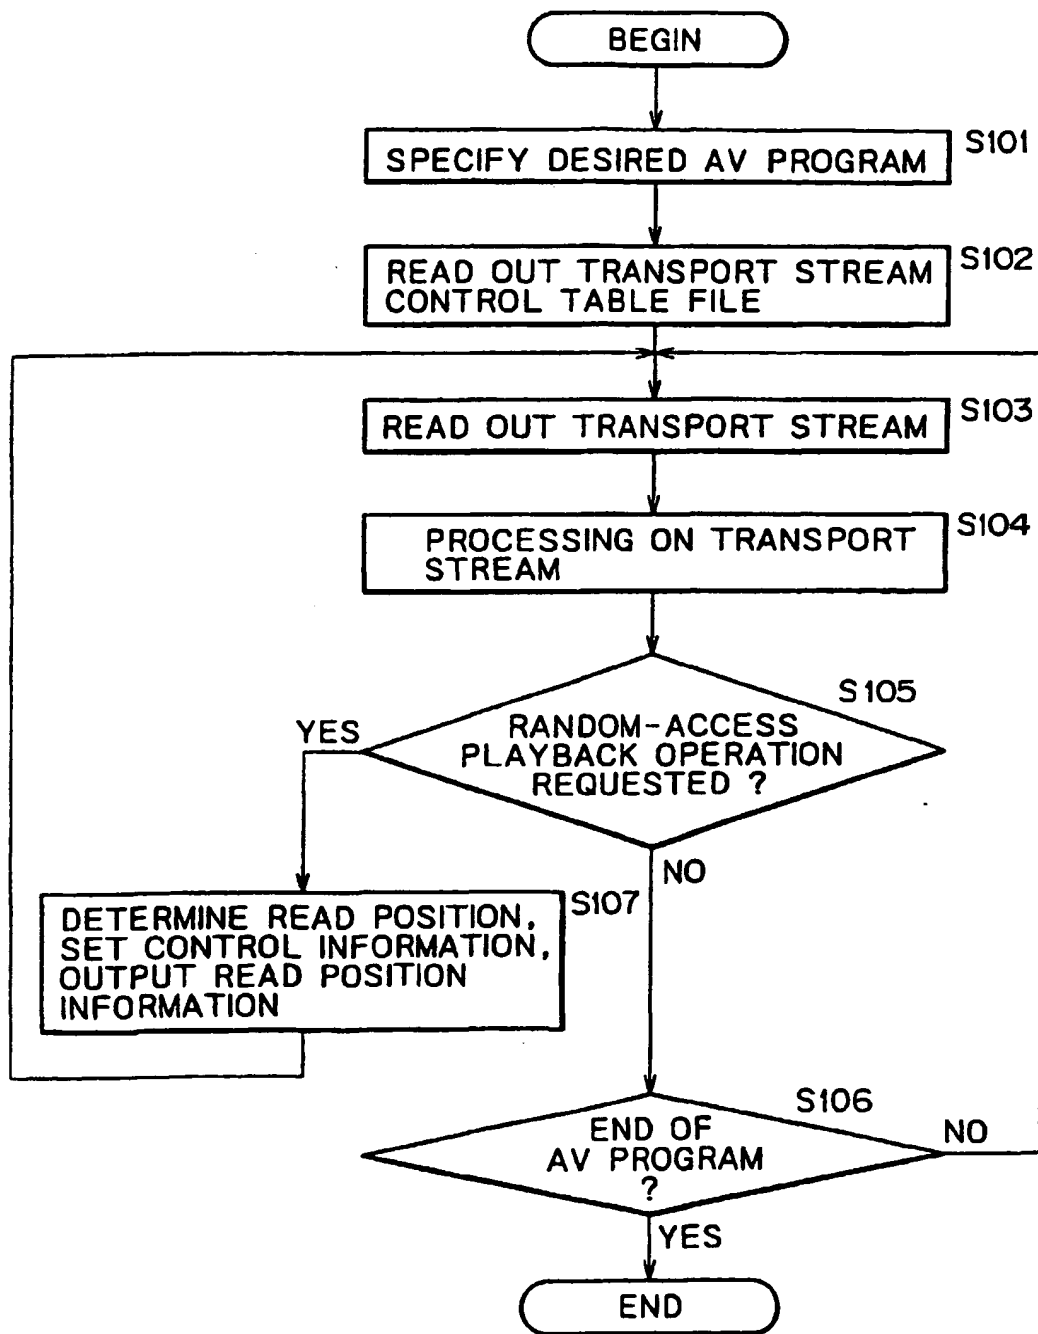 BEGIN
S101
SPECIFY DESIRED AV PROGRAM
S102
READ OUT TRANSPORT STREAM
CONTROL TABLE FILE
S103
READ OUT TRANSPORT STREAM
S104
PROCESSING ON TRANSPORT
STREAM
S105
YES
RANDOM-ACCESS
PLAYBACK OPERATION
REQUESTED ?
NO
S107
DETERMINE READ POSITION,
SET CONTROL INFORMATION,
OUTPUT READ POSITION
INFORMATION
S106
END OF
AV PROGRAM
?
NO
YES
END